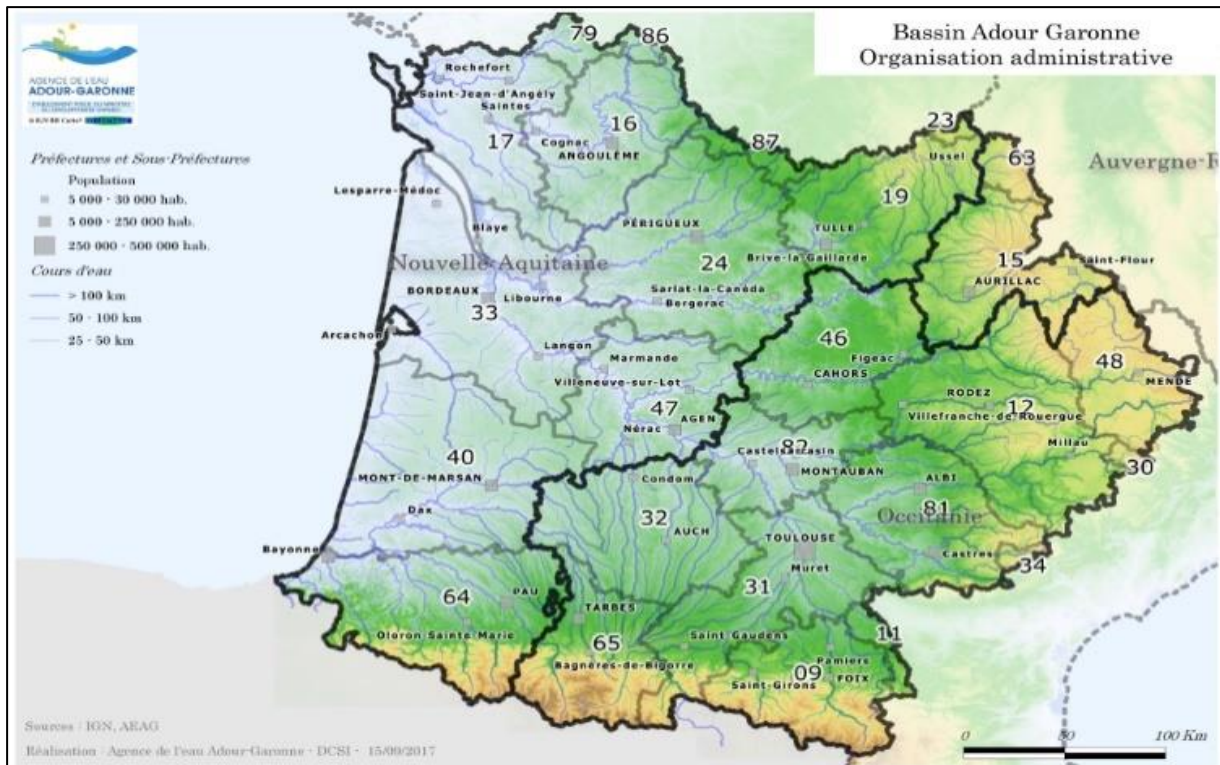 Bassin Adour Garonne
Organisation administrative
AGENCE DE L'EAU
ADOUR-GARONNE
Préfectures et Sous-Préfectures
Population
5 000 - 30 000 hab.
5 000 - 250 000 hab.
250 000 - 500 000 hab.
Cours d'eau
> 100 km
50 - 100 km
25 - 50 km
79
86
Rochefort
Saint-Jean-d'Angély
Saintes
17
16
Cognac
ANGOULÊME
87
23
Ussel
63
Auvergne-R
Lesparre-Médoc
19
Blaye
PÉRIGUEUX
TULLE
Nouvelle Aquitaine
24
Brive-la-Gaillarde
15
Saint-Flour
AURILLAC
BORDEAUX
Libourne
Sarlat-la-Canéda
Bergerac
33
Arcachon
46
Langon
Marmande
Figeac
48
Villeneuve-sur-Lot
CAHORS
MENDE
47
AGEN
RODEZ
12
Villefranche-de-Rouergue
Nérac
82
Castelsarrasin
Millau
40
MONT-DE-MARSAN
Condom
MONTAUBAN
30
ALBI
Dax
32
AUCH
81
Occitanie
Bayonne
TOULOUSE
Castres
Muret
34
31
64
PAU
TARBES
11
Oloron Sainte Marie
65
Saint Gaudens
Bagnères-de-Bigorre
Pamiers
09
FOIX
Saint-Girons
Sources : IGN, AEAG
Réalisation : Agence de l'eau Adour-Garonne - DCSI - 15/09/2017
0 50 100 Km